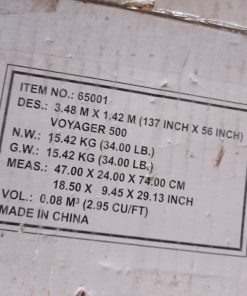 ITEM NO.: 65001
DES.: 3.48 M X 1.42 M (137 INCH X 56 INCH)
VOYAGER 500
N.W.: 15.42 KG (34.00 LB.)
G.W.: 15.42 KG (34.00 LB.)
MEAS.: 47.00 X 24.00 X 74.00 CM
18.50 X 9.45 X 29.13 INCH
VOL.: 0.08 M³ (2.95 CU/FT)
MADE IN CHINA